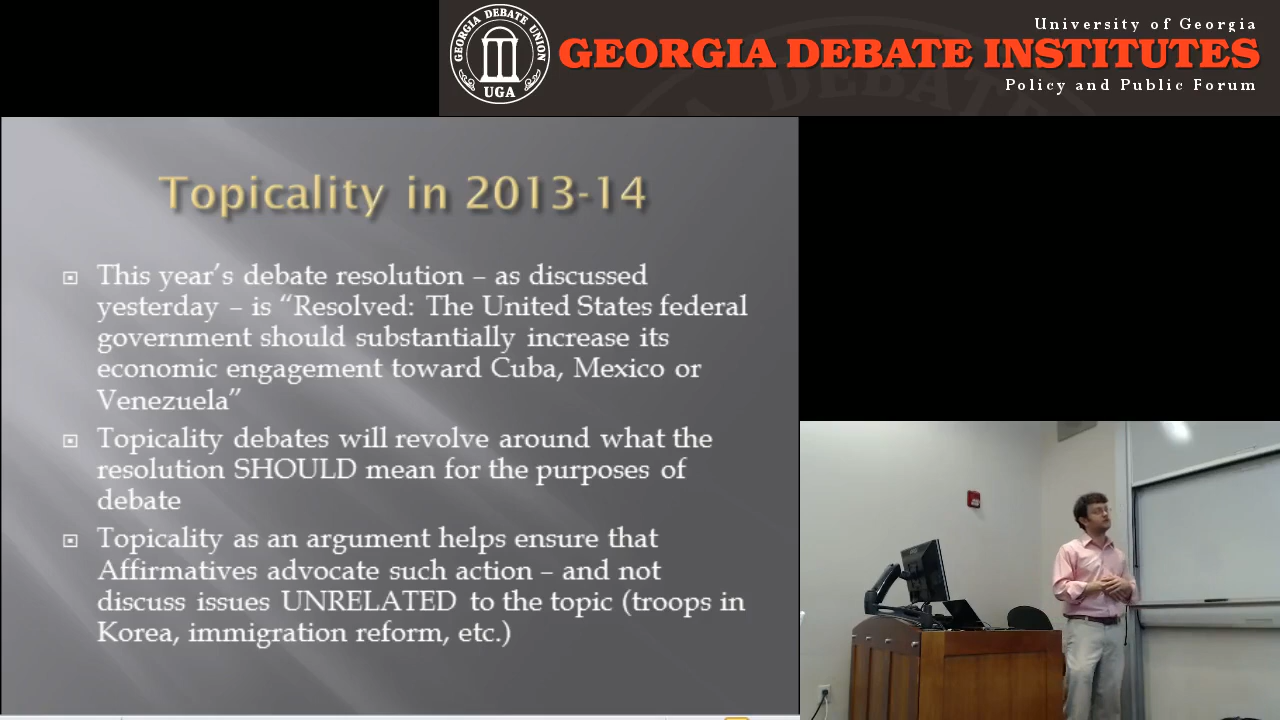 GEORGIA DEBATE UNION
UGA
University of Georgia
GEORGIA DEBATE INSTITUTES
Policy and Public Forum
Topicality in 2013-14
This year's debate resolution – as discussed
yesterday – is “Resolved: The United States federal
government should substantially increase its
economic engagement toward Cuba, Mexico or
Venezuela”
Topicality debates will revolve around what the
resolution SHOULD mean for the purposes of
debate
Topicality as an argument helps ensure that
Affirmatives advocate such action – and not
discuss issues UNRELATED to the topic (troops in
Korea, immigration reform, etc.)